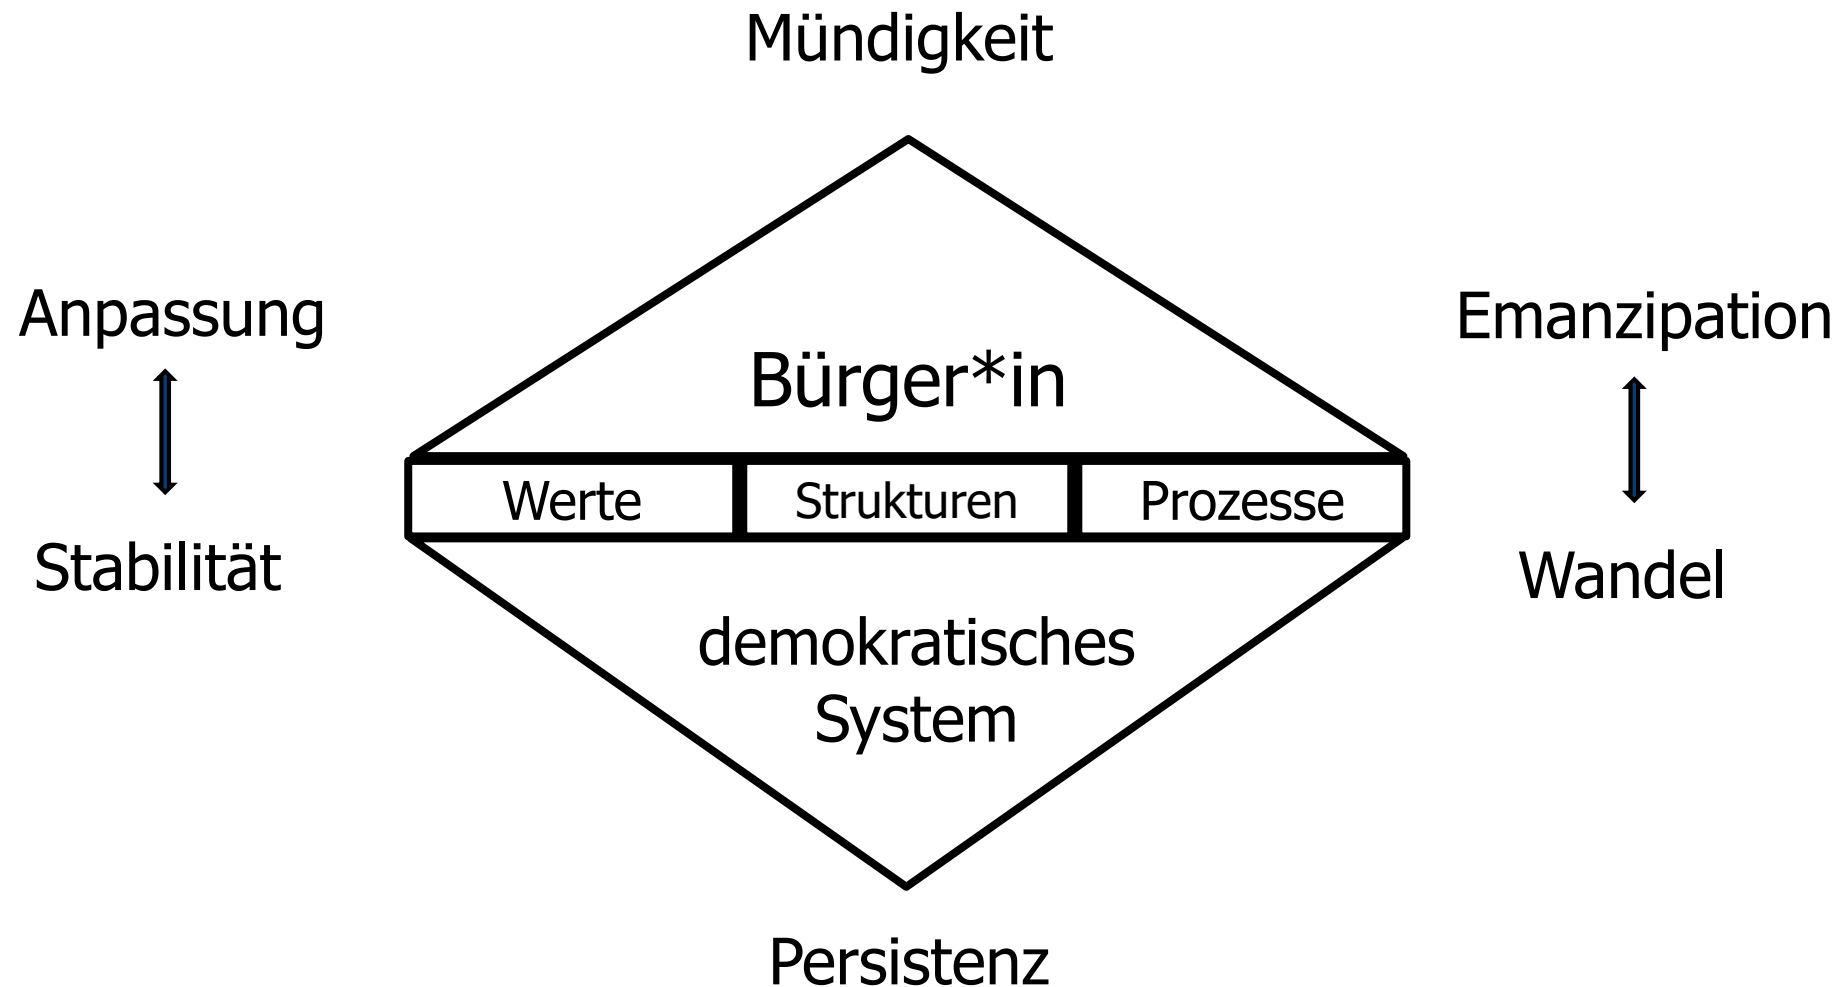 Mündigkeit
Anpassung
Emanzipation
Bürger*in
Werte
Strukturen
Prozesse
Stabilität
Wandel
demokratisches
System
Persistenz